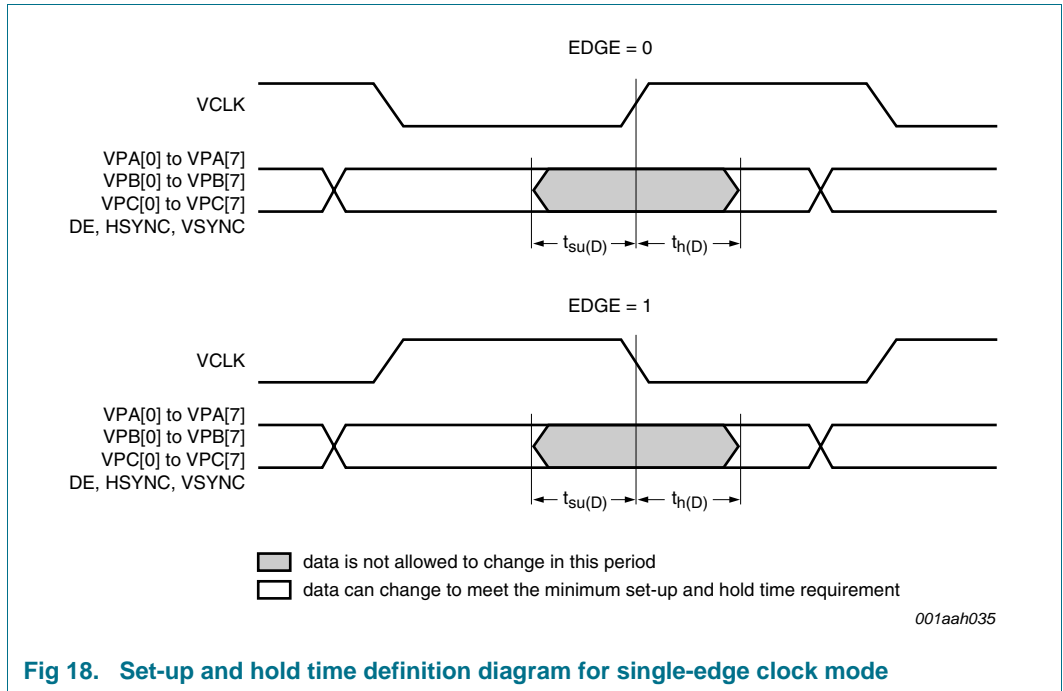 EDGE = 0
VCLK
VPA[0] to VPA[7]
VPB[0] to VPB[7]
VPC[0] to VPC[7]
DE, HSYNC, VSYNC
tsu(D) th(D)
EDGE = 1
VCLK
VPA[0] to VPA[7]
VPB[0] to VPB[7]
VPC[0] to VPC[7]
DE, HSYNC, VSYNC
tsu(D) th(D)
data is not allowed to change in this period
data can change to meet the minimum set-up and hold time requirement
001aah035
Fig 18. Set-up and hold time definition diagram for single-edge clock mode